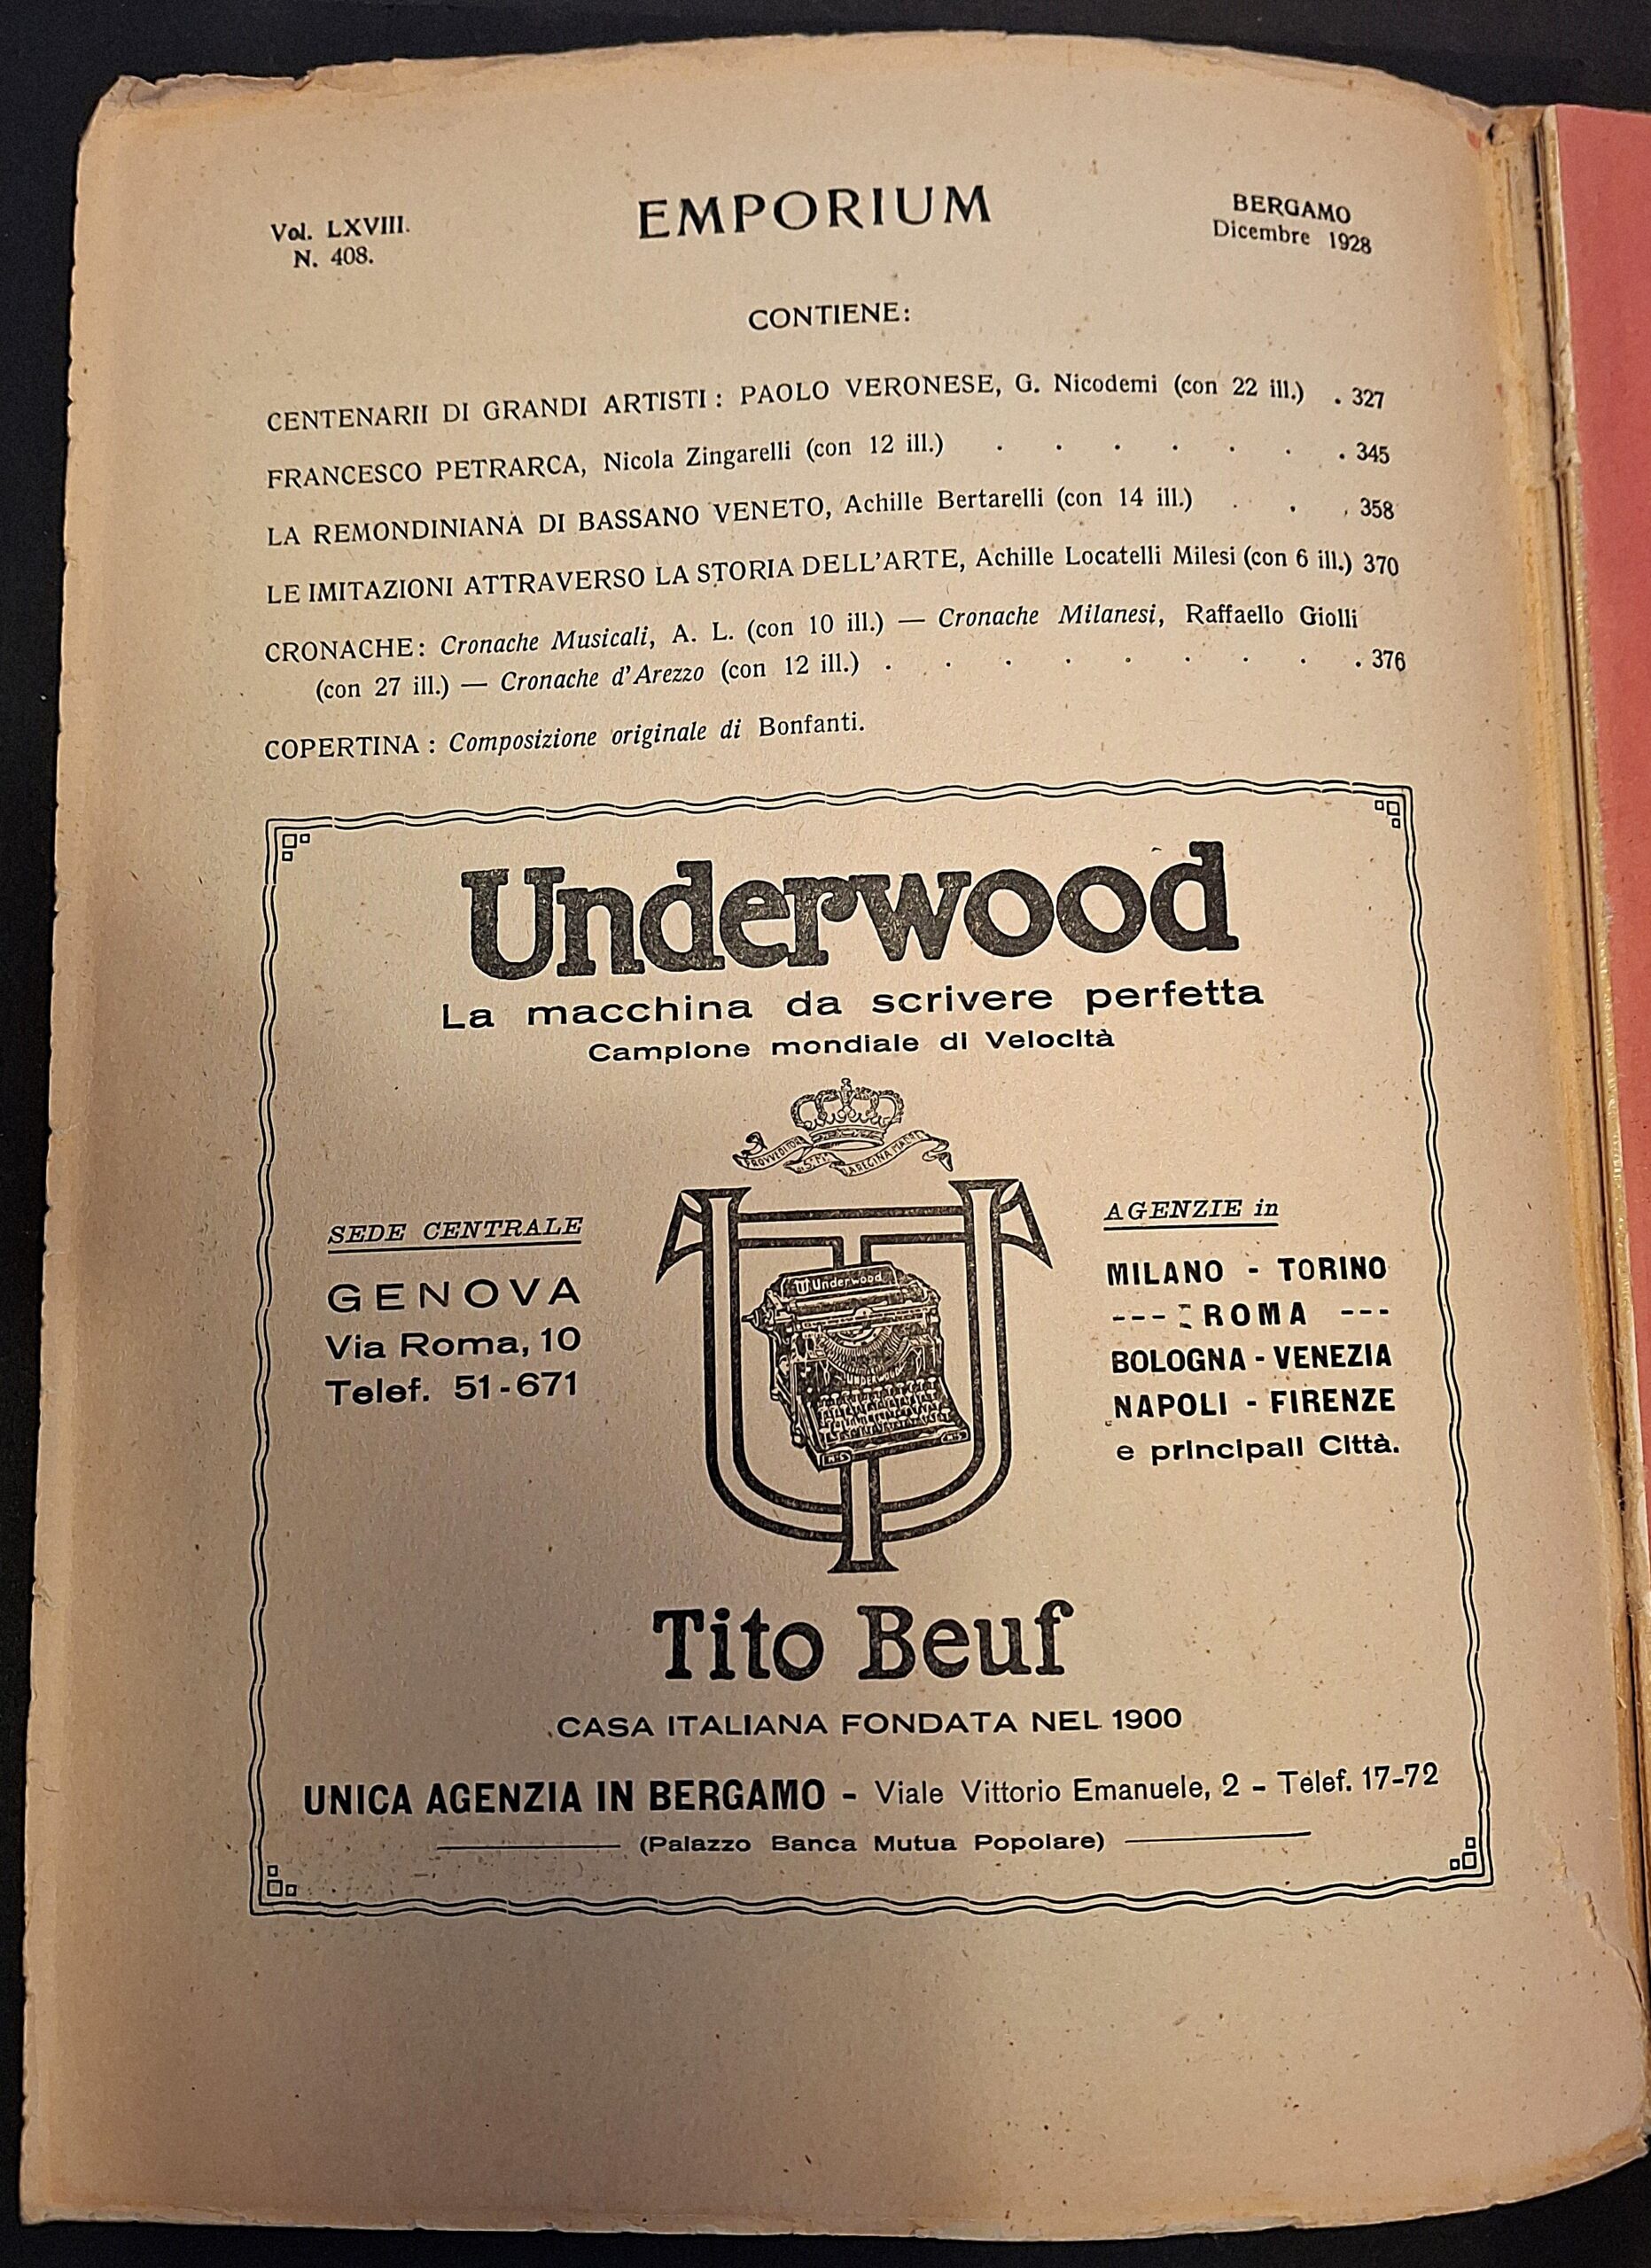 Vol. LXVIII.
N. 408.
EMPORIUM
BERGAMO
Dicembre 1928
CONTIENE:
CENTENARII DI GRANDI ARTISTI: PAOLO VERONESE, G. Nicodemi (con 22 ill.) . 327
FRANCESCO PETRARCA, Nicola Zingarelli (con 12 ill.) . . . . . . . 345
LA REMONDINIANA DI BASSANO VENETO, Achille Bertarelli (con 14 ill.) . . . 358
LE IMITAZIONI ATTRAVERSO LA STORIA DELL'ARTE, Achille Locatelli Milesi (con 6 ill.) 370
CRONACHE: Cronache Musicali, A. L. (con 10 ill.) — Cronache Milanesi, Raffaello Giolli
(con 27 ill.) — Cronache d'Arezzo (con 12 ill.) . . . . . . . . . 376
COPERTINA: Composizione originale di Bonfanti.
Underwood
La macchina da scrivere perfetta
Campione mondiale di Velocità
PROVVEDITORE DI S. M. LA REGINA MADRE
SEDE CENTRALE
GENOVA
Via Roma, 10
Telef. 51-671
Underwood
UNDERWOOD
AGENZIE in
MILANO - TORINO
--- ROMA ---
BOLOGNA - VENEZIA
NAPOLI - FIRENZE
e principali Città.
Tito Beuf
CASA ITALIANA FONDATA NEL 1900
UNICA AGENZIA IN BERGAMO - Viale Vittorio Emanuele, 2 - Telef. 17-72
(Palazzo Banca Mutua Popolare)